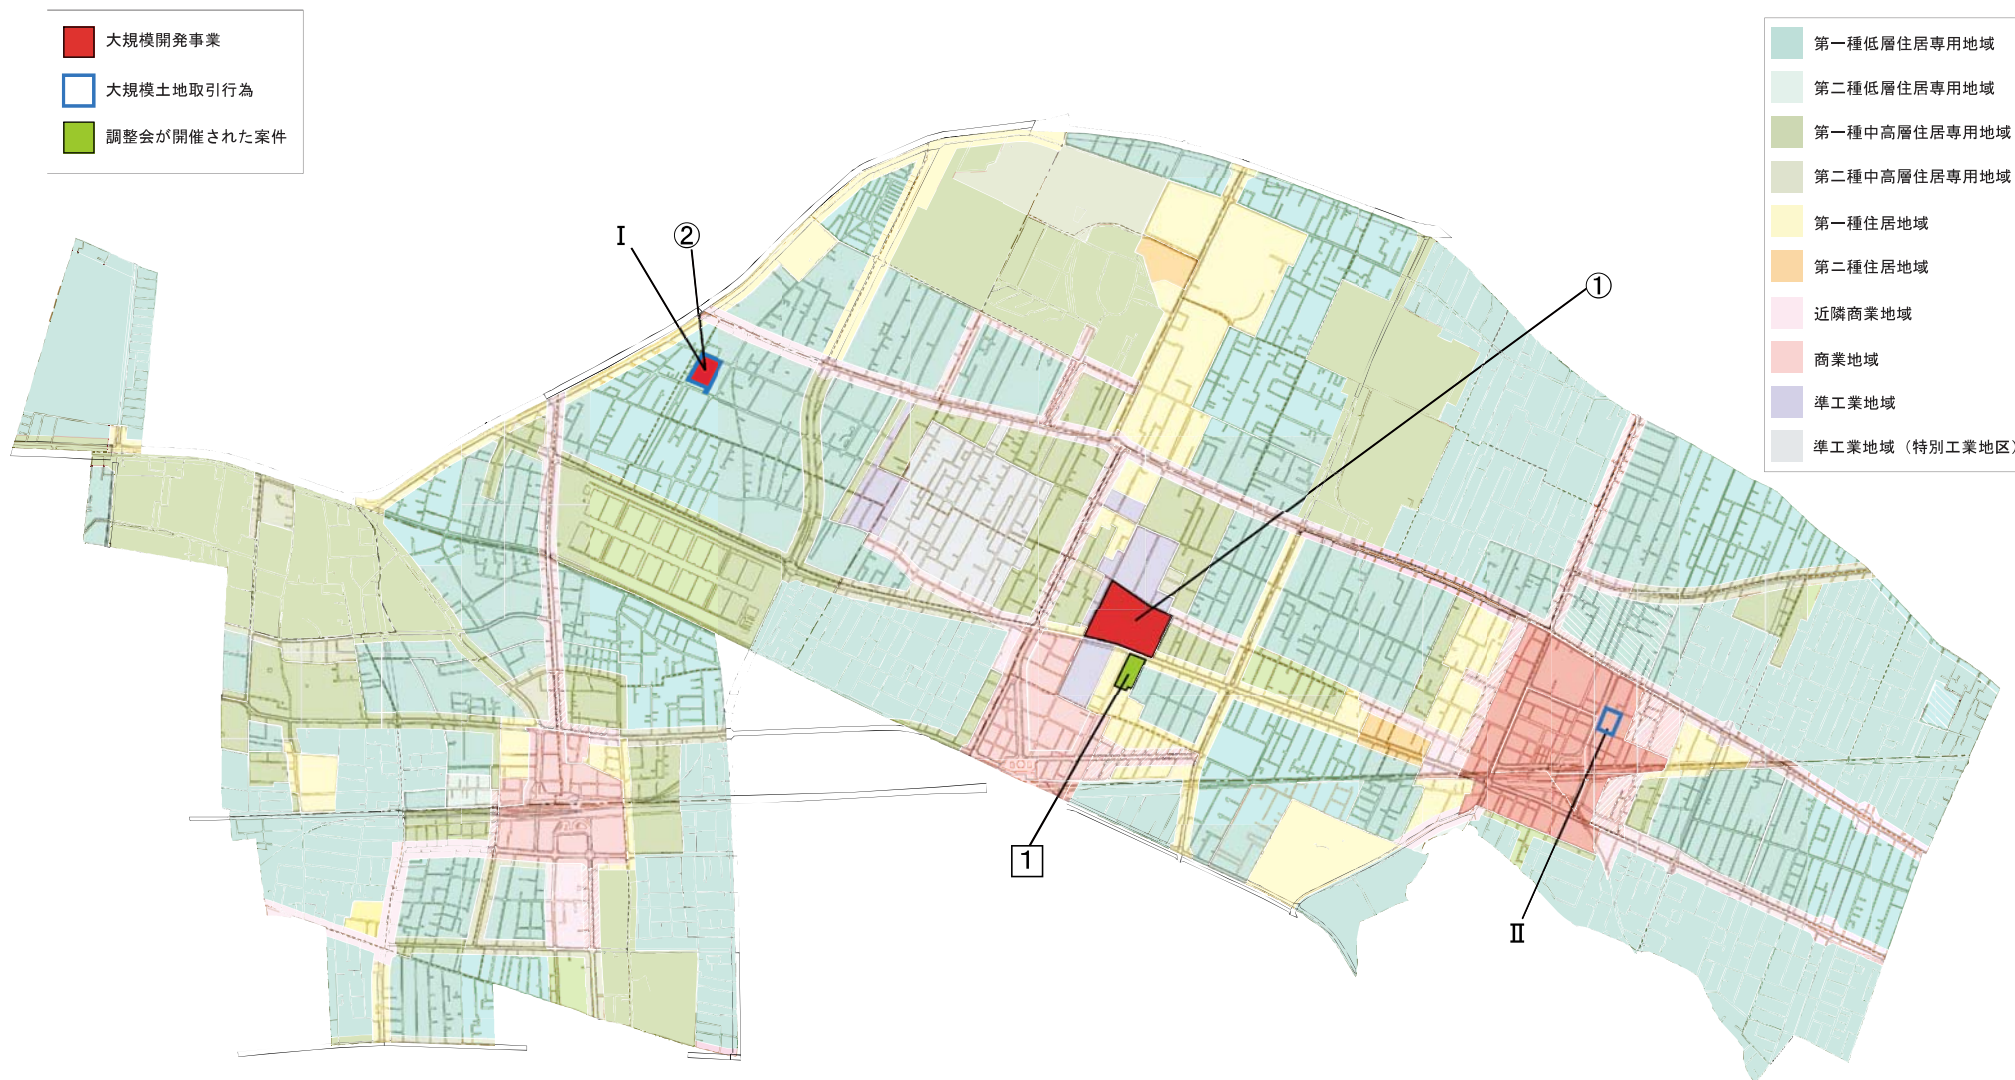 大規模開発事業
大規模土地取引行為
調整会が開催された案件
第一種低層住居専用地域
第二種低層住居専用地域
第一種中高層住居専用地域
第二種中高層住居専用地域
第一種住居地域
第二種住居地域
近隣商業地域
商業地域
準工業地域
準工業地域（特別工業地区）
Ⅰ
②
①
1
Ⅱ